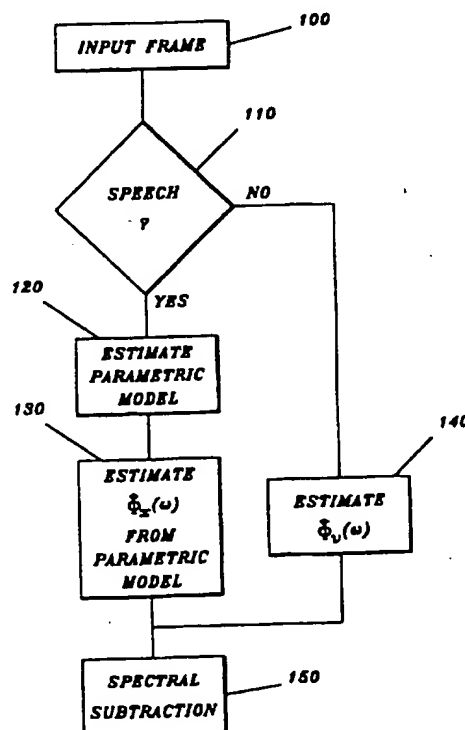 100
INPUT FRAME
110
SPEECH
?
NO
120
YES
ESTIMATE
PARAMETRIC
MODEL
130
140
ESTIMATE
Φ̂x(ω)
FROM
PARAMETRIC
MODEL
ESTIMATE
Φ̂v(ω)
150
SPECTRAL
SUBTRACTION